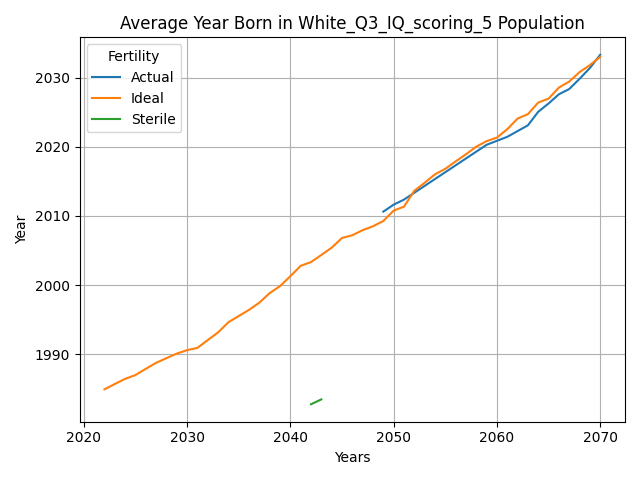 Average Year Born in White_Q3_IQ_scoring_5 Population
Fertility
Actual
Ideal
Sterile
Year
2030
2020
2010
2000
1990
2020 2030 2040 2050 2060 2070
Years